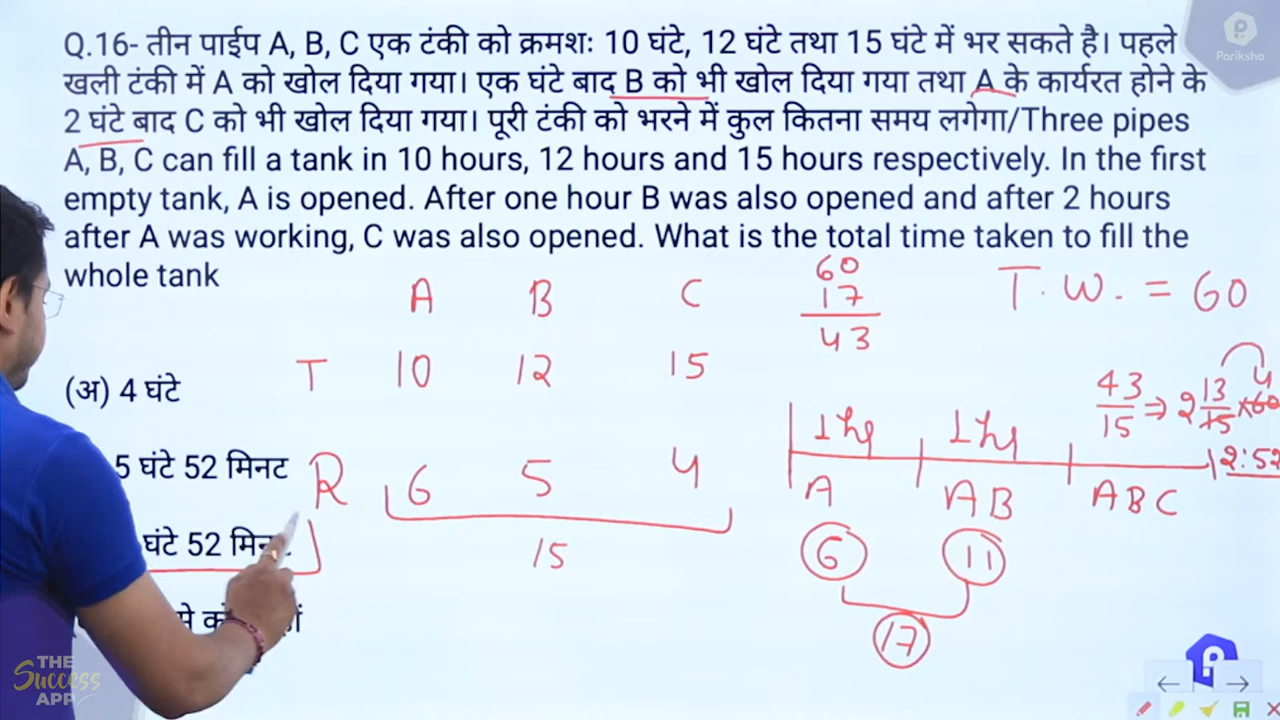 Q.16- तीन पाईप A, B, C एक टंकी को क्रमशः 10 घंटे, 12 घंटे तथा 15 घंटे में भर सकते है। पहले
खली टंकी में A को खोल दिया गया। एक घंटे बाद B को भी खोल दिया गया तथा A के कार्यरत होने के
2 घंटे बाद C को भी खोल दिया गया। पूरी टंकी को भरने में कुल कितना समय लगेगा/Three pipes
A, B, C can fill a tank in 10 hours, 12 hours and 15 hours respectively. In the first
empty tank, A is opened. After one hour B was also opened and after 2 hours
after A was working, C was also opened. What is the total time taken to fill the
whole tank
Pariksha
A B C
60
17
43
T. W. = 60
T 10 12 15
(अ) 4 घंटे
43/15 ⇒ 2 13/15 × 60 4
1hr 1hr 2:52
5 घंटे 52 मिनट
R 6 5 4
A AB ABC
घंटे 52 मिनट
15
6 11
17
THE
Success
APP